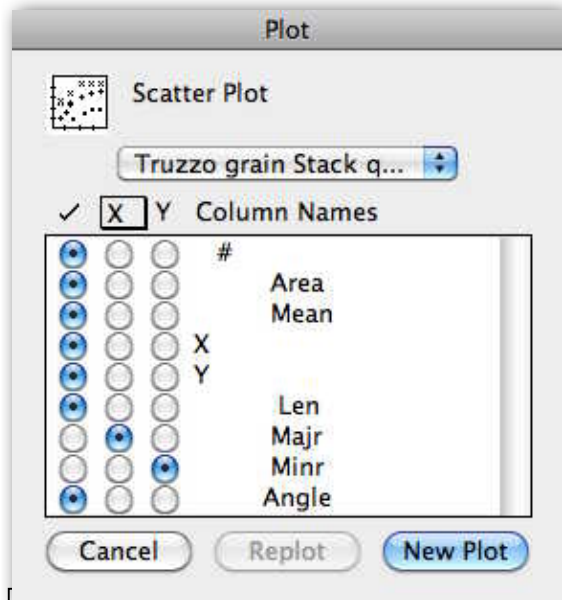 Plot
Scatter Plot
Truzzo grain Stack q...
✓ X Y Column Names
#
Area
Mean
X
Y
Len
Majr
Minr
Angle
Cancel Replot New Plot